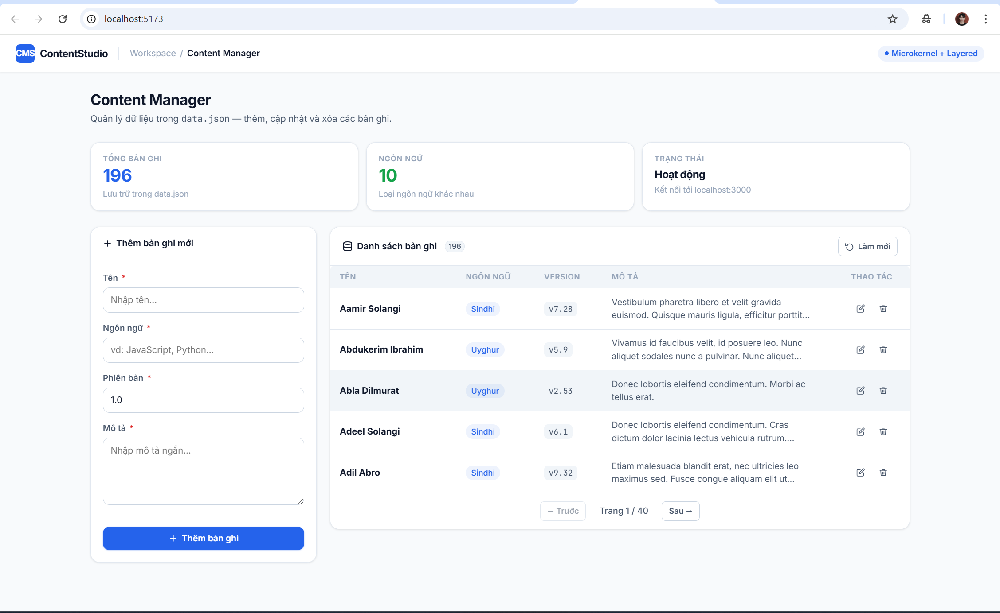 localhost:5173
CMS ContentStudio Workspace / Content Manager
Microkernel + Layered
Content Manager
Quản lý dữ liệu trong data.json — thêm, cập nhật và xóa các bản ghi.
TỔNG BẢN GHI
196
Lưu trữ trong data.json
NGÔN NGỮ
10
Loại ngôn ngữ khác nhau
TRẠNG THÁI
Hoạt động
Kết nối tới localhost:3000
+ Thêm bản ghi mới
Tên *
Nhập tên...
Ngôn ngữ *
vd: JavaScript, Python...
Phiên bản *
1.0
Mô tả *
Nhập mô tả ngắn...
+ Thêm bản ghi
Danh sách bản ghi 196
Làm mới
TÊN NGÔN NGỮ VERSION MÔ TẢ THAO TÁC
Aamir Solangi Sindhi v7.28 Vestibulum pharetra libero et velit gravida
euismod. Quisque mauris ligula, efficitur porttit...
Abdukerim Ibrahim Uyghur v5.9 Vivamus id faucibus velit, id posuere leo. Nunc
aliquet sodales nunc a pulvinar. Nunc aliquet...
Abla Dilmurat Uyghur v2.53 Donec lobortis eleifend condimentum. Morbi ac
tellus erat.
Adeel Solangi Sindhi v6.1 Donec lobortis eleifend condimentum. Cras
dictum dolor lacinia lectus vehicula rutrum....
Adil Abro Sindhi v9.32 Etiam malesuada blandit erat, nec ultricies leo
maximus sed. Fusce congue aliquam elit ut...
← Trước Trang 1 / 40 Sau →